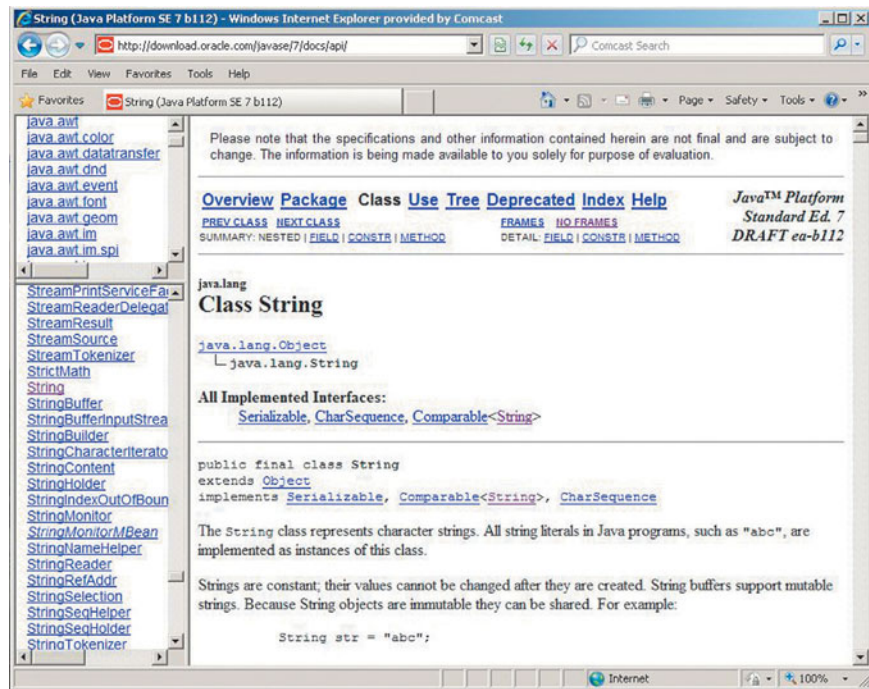 String (Java Platform SE 7 b112) - Windows Internet Explorer provided by Comcast
http://download.oracle.com/javase/7/docs/api/
Comcast Search
File Edit View Favorites Tools Help
Favorites
String (Java Platform SE 7 b112)
Page Safety Tools
java.awt
java.awt.color
java.awt.datatransfer
java.awt.dnd
java.awt.event
java.awt.font
java.awt.geom
java.awt.im
java.awt.im.spi
StreamPrintServiceFa
StreamReaderDelegat
StreamResult
StreamSource
StreamTokenizer
StrictMath
String
StringBuffer
StringBufferInputStrea
StringBuilder
StringCharacterIterato
StringContent
StringHolder
StringIndexOutOfBoun
StringMonitor
StringMonitorMBean
StringNameHelper
StringReader
StringRefAddr
StringSelection
StringSeqHelper
StringSeqHolder
StringTokenizer
Please note that the specifications and other information contained herein are not final and are subject to
change. The information is being made available to you solely for purpose of evaluation.
Overview Package Class Use Tree Deprecated Index Help
Java™ Platform
Standard Ed. 7
DRAFT ea-b112
PREV CLASS NEXT CLASS
FRAMES NO FRAMES
SUMMARY: NESTED | FIELD | CONSTR | METHOD
DETAIL: FIELD | CONSTR | METHOD
java.lang
Class String
java.lang.Object
java.lang.String
All Implemented Interfaces:
Serializable, CharSequence, Comparable<String>
public final class String
extends Object
implements Serializable, Comparable<String>, CharSequence
The String class represents character strings. All string literals in Java programs, such as "abc", are
implemented as instances of this class.
Strings are constant; their values cannot be changed after they are created. String buffers support mutable
strings. Because String objects are immutable they can be shared. For example:
String str = "abc";
Internet
100%